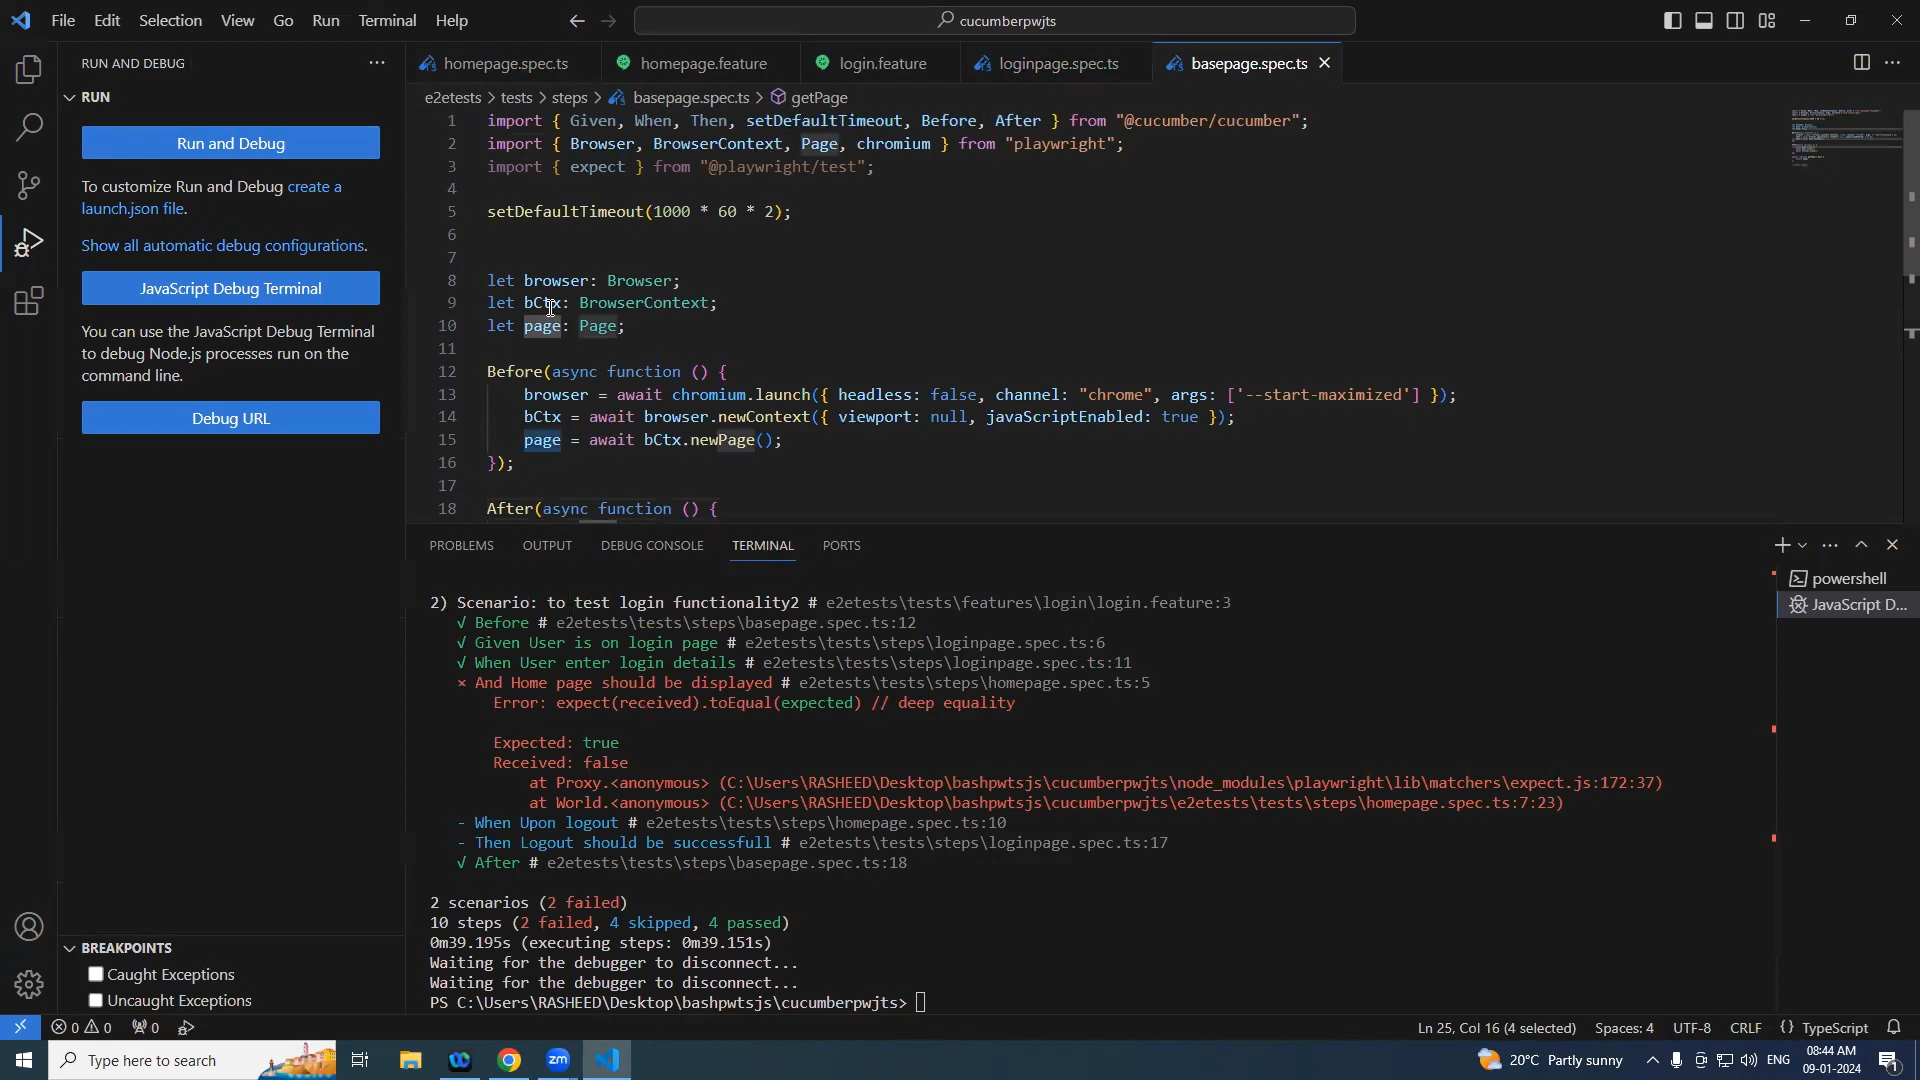 File Edit Selection View Go Run Terminal Help
cucumberpwjts
RUN AND DEBUG
homepage.spec.ts
homepage.feature
login.feature
loginpage.spec.ts
basepage.spec.ts
RUN
Run and Debug
To customize Run and Debug create a
launch.json file.
Show all automatic debug configurations.
JavaScript Debug Terminal
You can use the JavaScript Debug Terminal
to debug Node.js processes run on the
command line.
Debug URL
BREAKPOINTS
Caught Exceptions
Uncaught Exceptions
e2etests > tests > steps > basepage.spec.ts > getPage
1 import { Given, When, Then, setDefaultTimeout, Before, After } from "@cucumber/cucumber";
2 import { Browser, BrowserContext, Page, chromium } from "playwright";
3 import { expect } from "@playwright/test";
4
5 setDefaultTimeout(1000 * 60 * 2);
6
7
8 let browser: Browser;
9 let bCtx: BrowserContext;
10 let page: Page;
11
12 Before(async function () {
13 browser = await chromium.launch({ headless: false, channel: "chrome", args: ['--start-maximized'] });
14 bCtx = await browser.newContext({ viewport: null, javaScriptEnabled: true });
15 page = await bCtx.newPage();
16 });
17
18 After(async function () {
PROBLEMS OUTPUT DEBUG CONSOLE TERMINAL PORTS
powershell
JavaScript D...
2) Scenario: to test login functionality2 # e2etests\tests\features\login\login.feature:3
√ Before # e2etests\tests\steps\basepage.spec.ts:12
√ Given User is on login page # e2etests\tests\steps\loginpage.spec.ts:6
√ When User enter login details # e2etests\tests\steps\loginpage.spec.ts:11
× And Home page should be displayed # e2etests\tests\steps\homepage.spec.ts:5
Error: expect(received).toEqual(expected) // deep equality
Expected: true
Received: false
at Proxy.<anonymous> (C:\Users\RASHEED\Desktop\bashpwtsjs\cucumberpwjts\node_modules\playwright\lib\matchers\expect.js:172:37)
at World.<anonymous> (C:\Users\RASHEED\Desktop\bashpwtsjs\cucumberpwjts\e2etests\tests\steps\homepage.spec.ts:7:23)
- When Upon logout # e2etests\tests\steps\homepage.spec.ts:10
- Then Logout should be successfull # e2etests\tests\steps\loginpage.spec.ts:17
√ After # e2etests\tests\steps\basepage.spec.ts:18
2 scenarios (2 failed)
10 steps (2 failed, 4 skipped, 4 passed)
0m39.195s (executing steps: 0m39.151s)
Waiting for the debugger to disconnect...
Waiting for the debugger to disconnect...
PS C:\Users\RASHEED\Desktop\bashpwtsjs\cucumberpwjts>
0 0 0
Ln 25, Col 16 (4 selected) Spaces: 4 UTF-8 CRLF { } TypeScript
Type here to search
zm
20°C Partly sunny
ENG
08:44 AM
09-01-2024
1